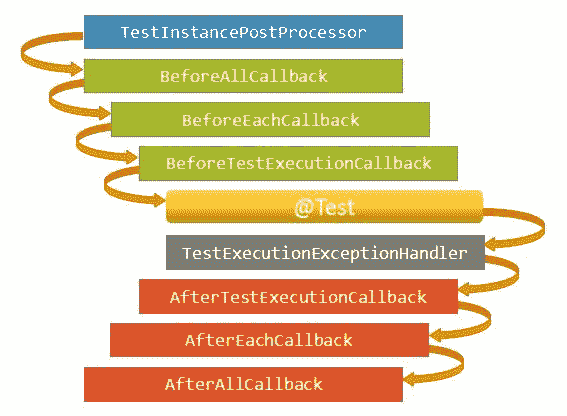 TestInstancePostProcessor
BeforeAllCallback
BeforeEachCallback
BeforeTestExecutionCallback
@Test
TestExecutionExceptionHandler
AfterTestExecutionCallback
AfterEachCallback
AfterAllCallback